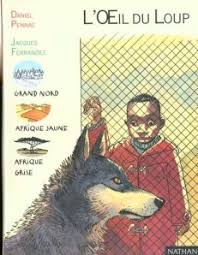 DANIEL
PENNAC
L'OEIL DU LOUP
JACQUES
FERRANDEZ
GRAND NORD
AFRIQUE JAUNE
AFRIQUE
GRISE
NATHAN